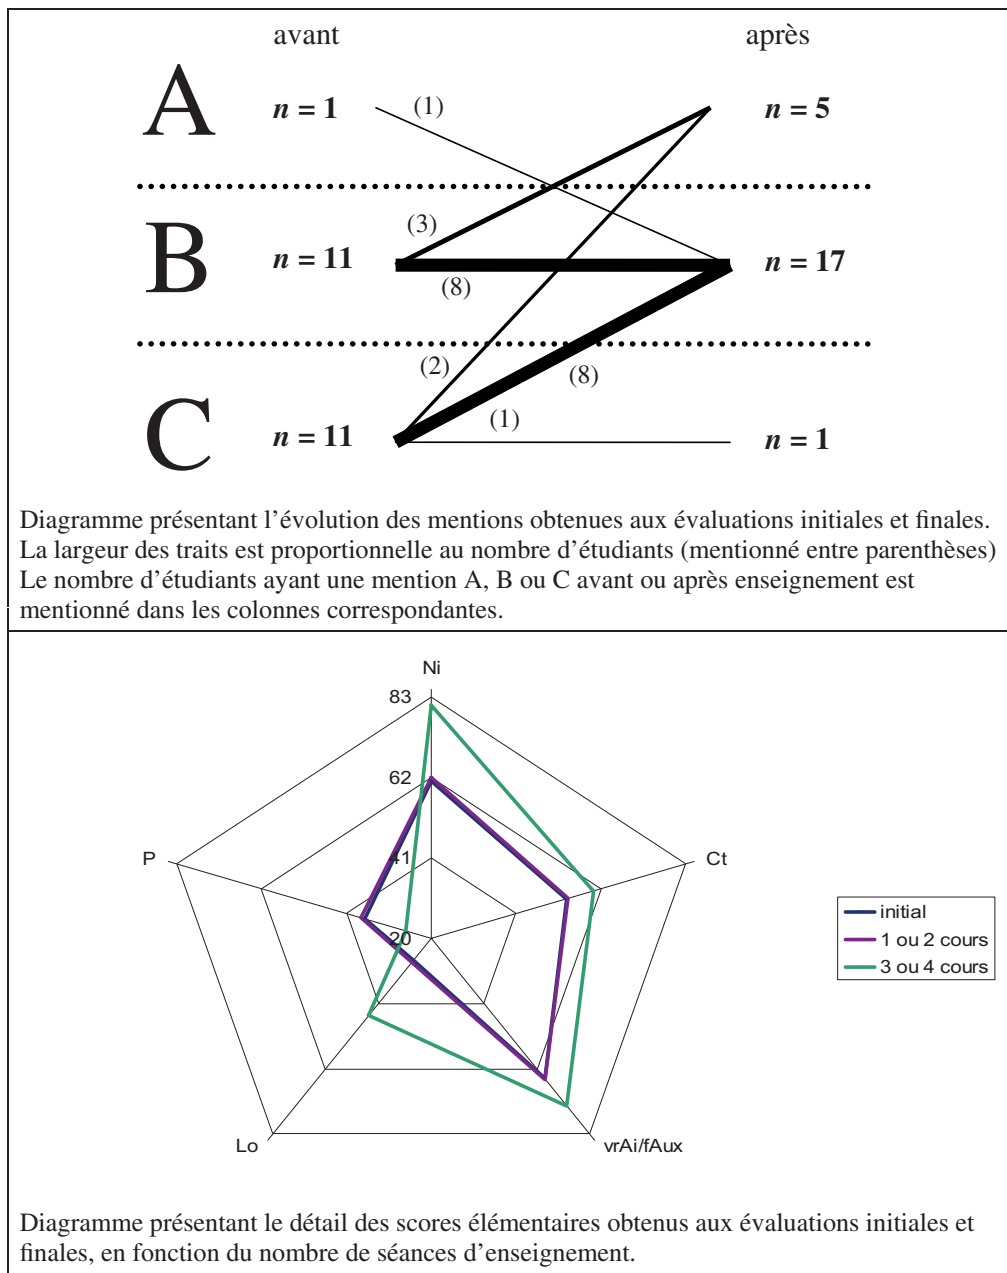 avant après
A n = 1 (1) n = 5
(3)
B n = 11 n = 17
(8)
(2) (8)
(1)
C n = 11 n = 1
Diagramme présentant l’évolution des mentions obtenues aux évaluations initiales et finales.
La largeur des traits est proportionnelle au nombre d’étudiants (mentionné entre parenthèses)
Le nombre d’étudiants ayant une mention A, B ou C avant ou après enseignement est
mentionné dans les colonnes correspondantes.
Ni
83
62
41
20
P
Ct
Lo
vrAi/fAux
initial
1 ou 2 cours
3 ou 4 cours
Diagramme présentant le détail des scores élémentaires obtenus aux évaluations initiales et
finales, en fonction du nombre de séances d’enseignement.